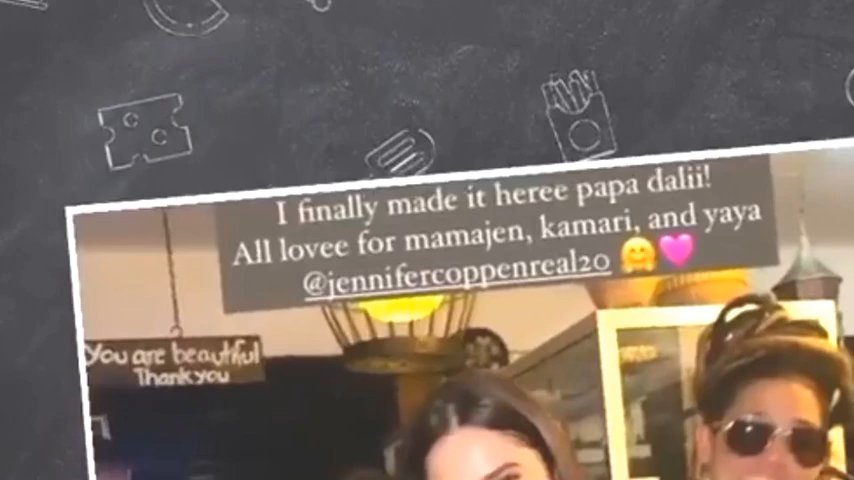 I finally made it heree papa dalii!
All lovee for mamajen, kamari, and yaya
@jennifercoppenreal20 🤗💗
You are beautiful
Thank you